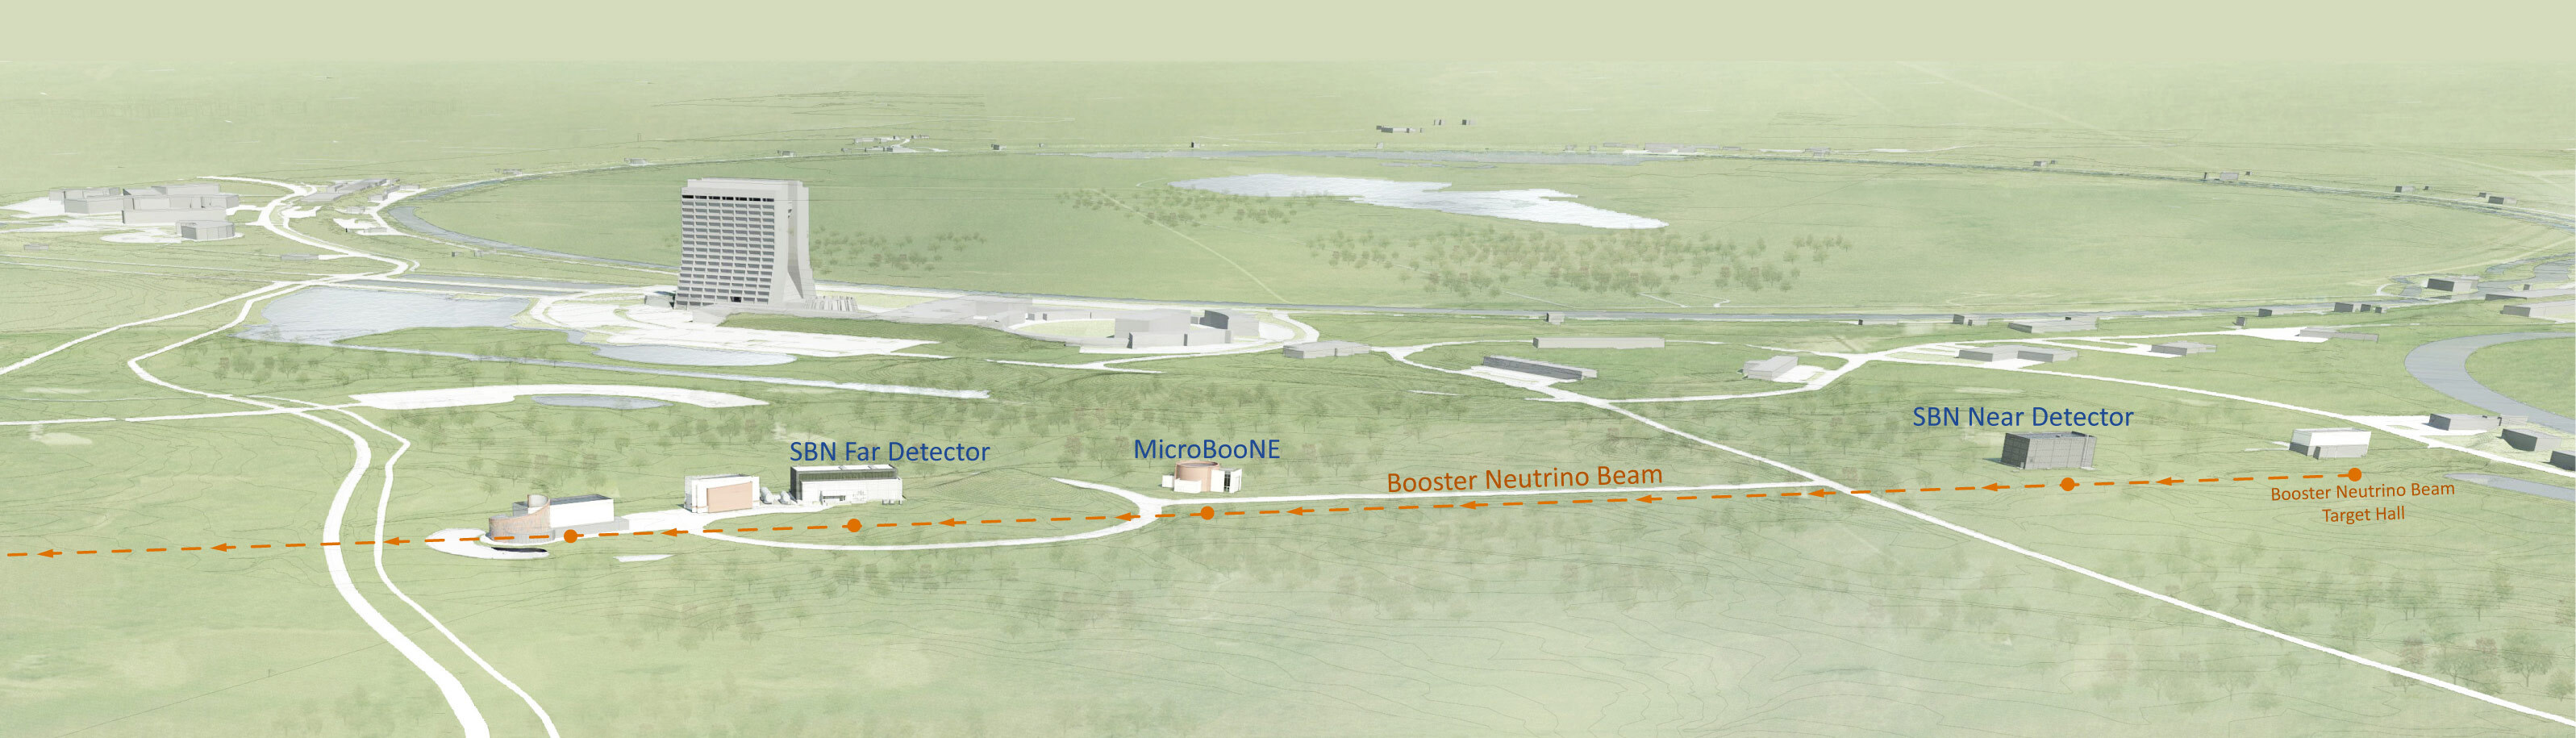 SBN Far Detector
MicroBooNE
Booster Neutrino Beam
SBN Near Detector
Booster Neutrino Beam
Target Hall